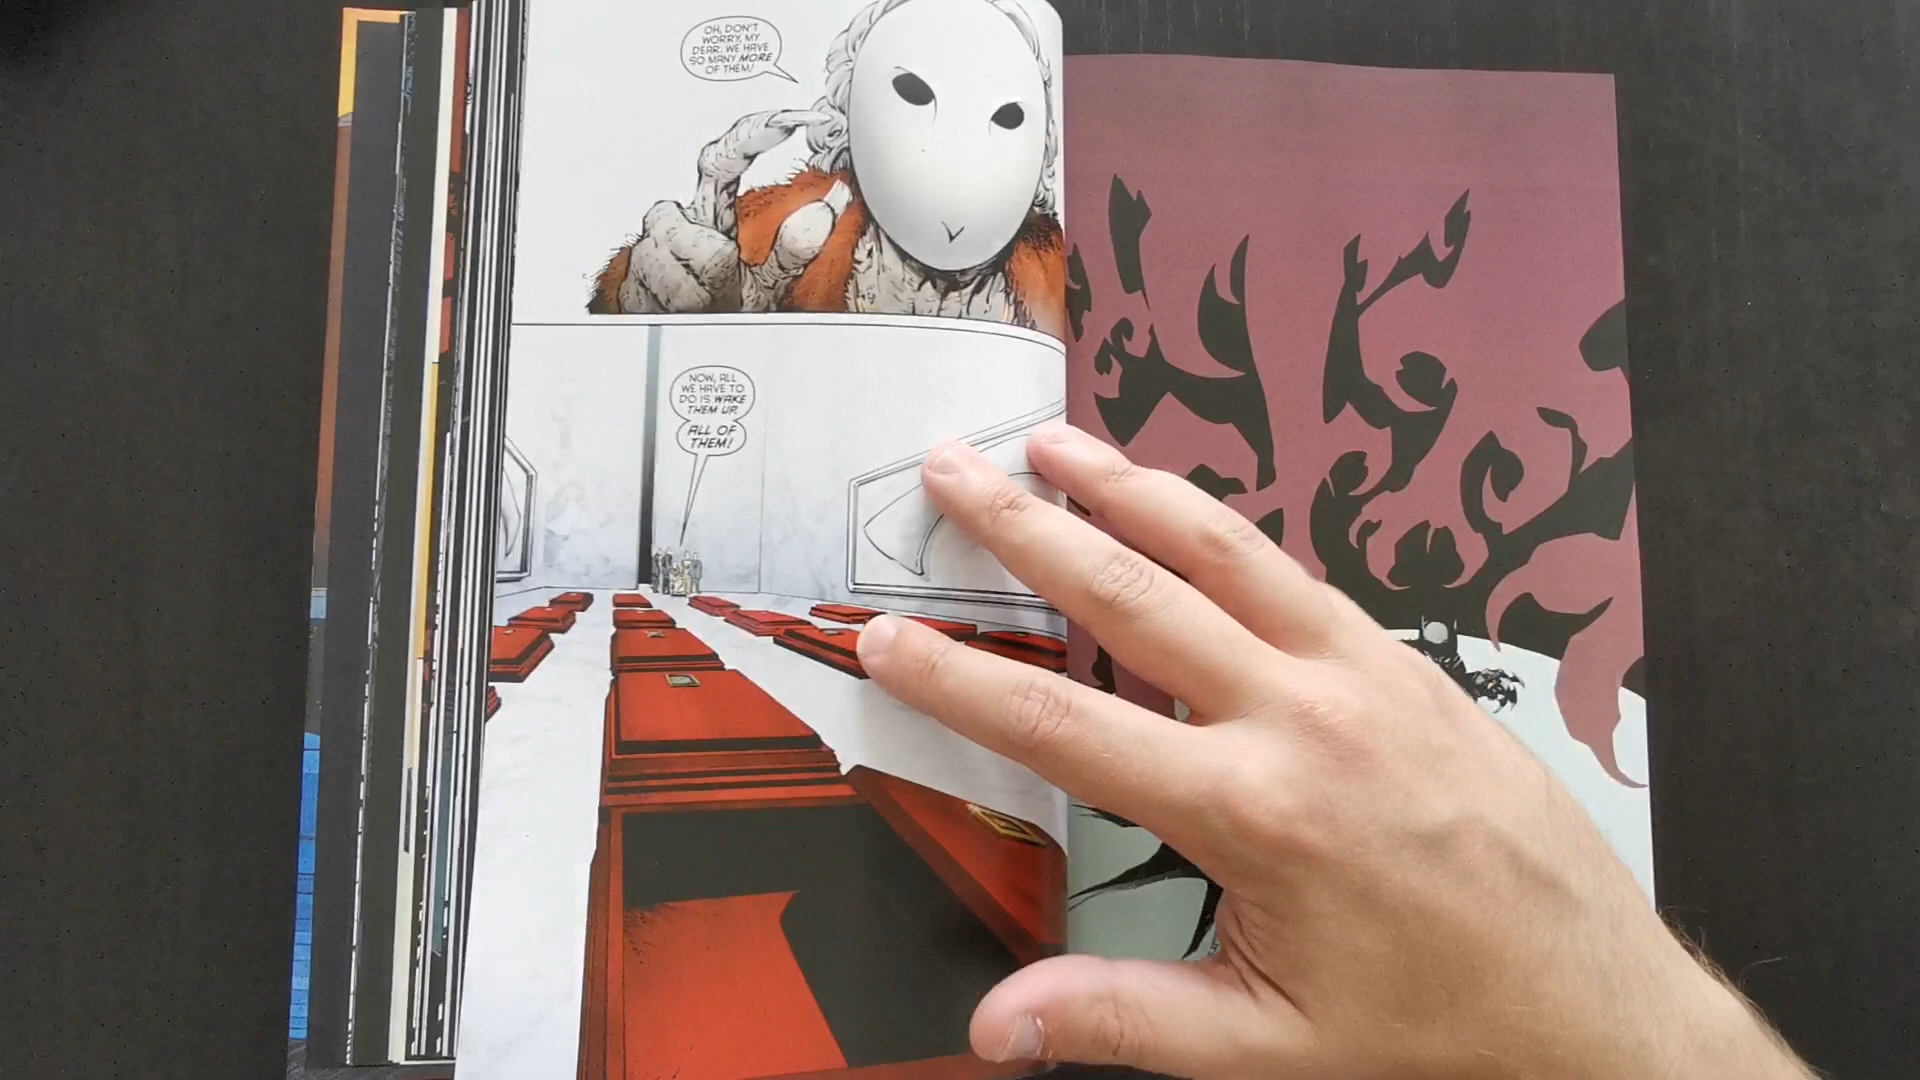 OH, DON'T
WORRY, MY
DEAR. WE HAVE
SO MANY MORE
OF THEM!
NOW, ALL
WE HAVE TO
DO IS WAKE
THEM UP.
ALL OF
THEM!